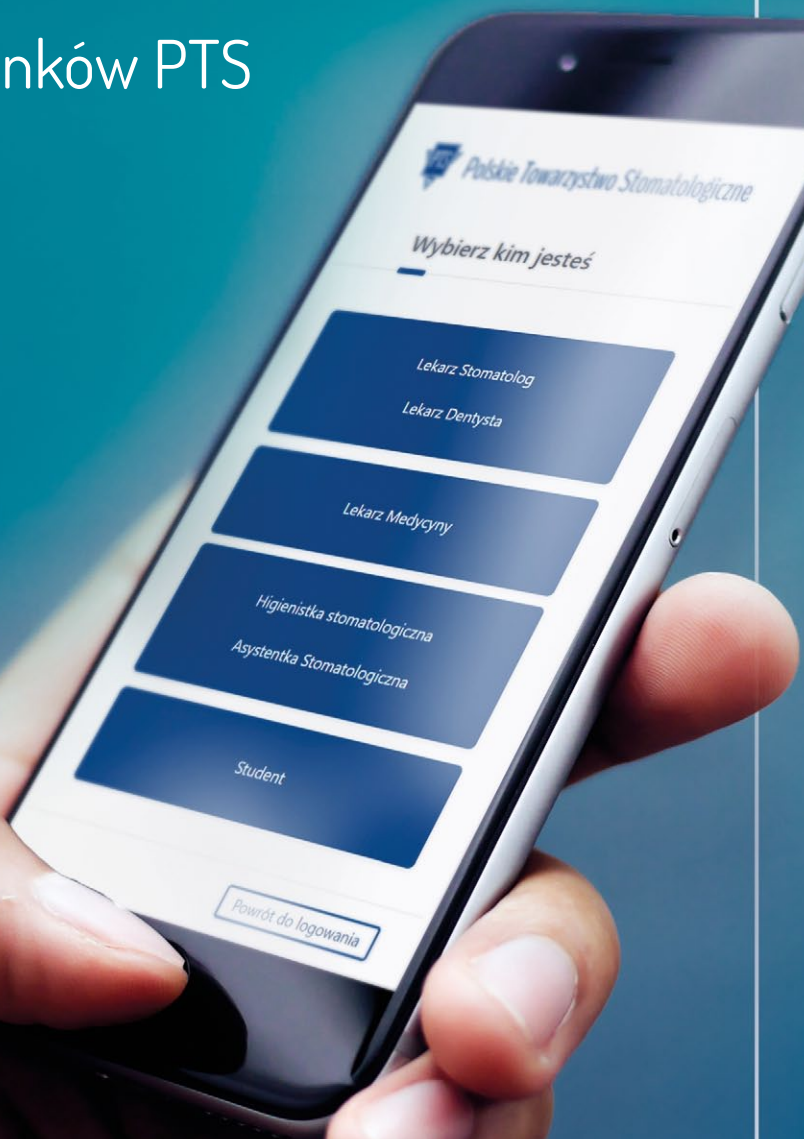 nków PTS
PTS Polskie Towarzystwo Stomatologiczne
Wybierz kim jesteś
Lekarz Stomatolog
Lekarz Dentysta
Lekarz Medycyny
Higienistka stomatologiczna
Asystentka Stomatologiczna
Student
Powrót do logowania